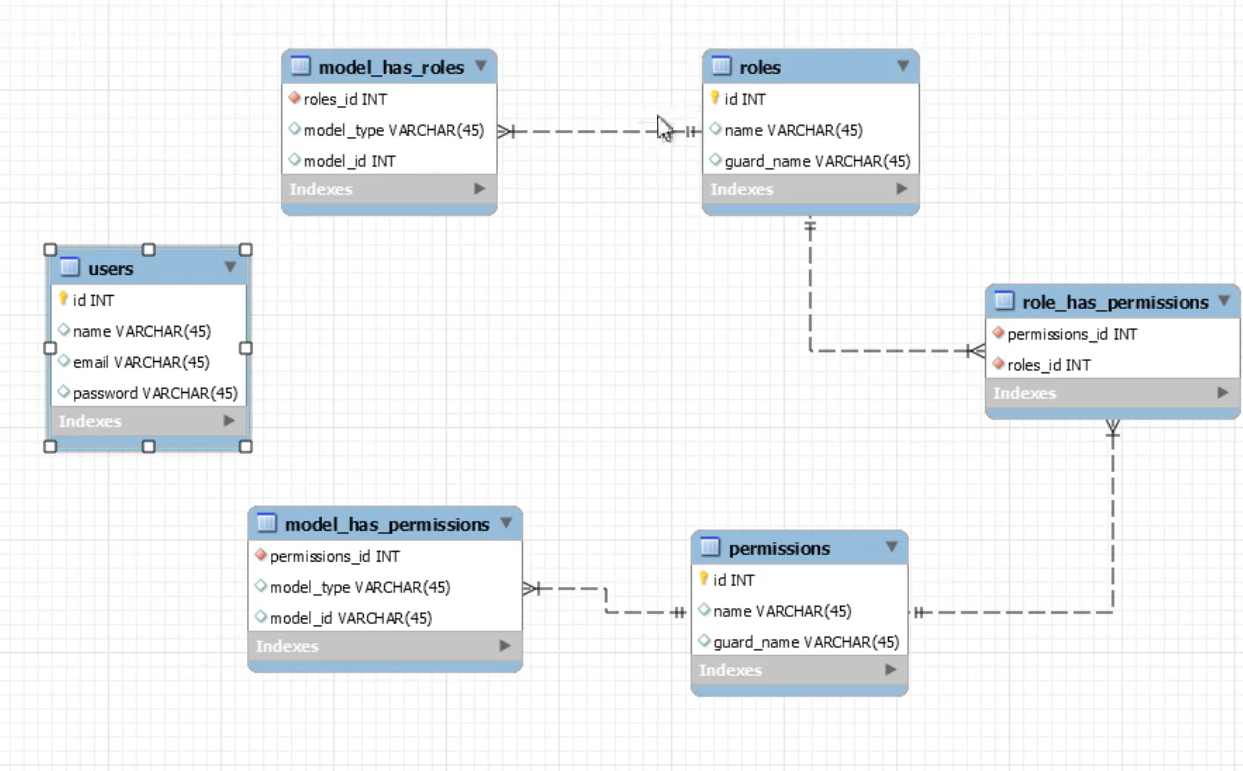 model_has_roles
roles_id INT
model_type VARCHAR(45)
model_id INT
Indexes
roles
id INT
name VARCHAR(45)
guard_name VARCHAR(45)
Indexes
users
id INT
name VARCHAR(45)
email VARCHAR(45)
password VARCHAR(45)
Indexes
role_has_permissions
permissions_id INT
roles_id INT
Indexes
model_has_permissions
permissions_id INT
model_type VARCHAR(45)
model_id VARCHAR(45)
Indexes
permissions
id INT
name VARCHAR(45)
guard_name VARCHAR(45)
Indexes